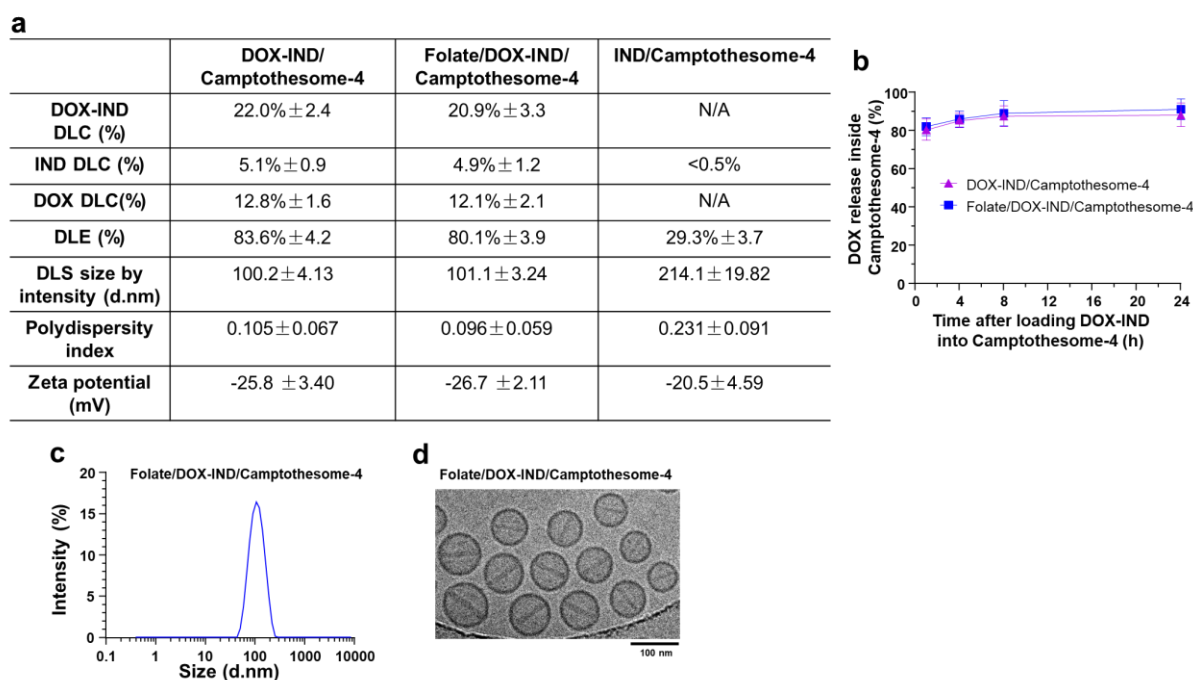 a
DOX-IND/
Camptothesome-4
Folate/DOX-IND/
Camptothesome-4
IND/Camptothesome-4
DOX-IND
DLC (%)
22.0%±2.4
20.9%±3.3
N/A
IND DLC (%)
5.1%±0.9
4.9%±1.2
<0.5%
DOX DLC(%)
12.8%±1.6
12.1%±2.1
N/A
DLE (%)
83.6%±4.2
80.1%±3.9
29.3%±3.7
DLS size by
intensity (d.nm)
100.2±4.13
101.1±3.24
214.1±19.82
Polydispersity
index
0.105±0.067
0.096±0.059
0.231±0.091
Zeta potential
(mV)
-25.8 ±3.40
-26.7 ±2.11
-20.5±4.59
b
DOX release inside
Camptothesome-4 (%)
100
80
60
40
20
0
DOX-IND/Camptothesome-4
Folate/DOX-IND/Camptothesome-4
0 4 8 12 16 20 24
Time after loading DOX-IND
into Camptothesome-4 (h)
c
Folate/DOX-IND/Camptothesome-4
Intensity (%)
20
15
10
5
0
0.1 1 10 100 1000 10000
Size (d.nm)
d
Folate/DOX-IND/Camptothesome-4
100 nm